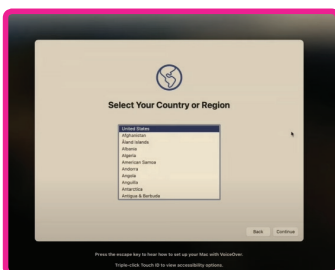 Select Your Country or Region
United States
Afghanistan
Åland Islands
Albania
Algeria
American Samoa
Andorra
Angola
Anguilla
Antarctica
Antigua & Barbuda
Back Continue
Press the escape key to hear how to set up your Mac with VoiceOver.
Triple-click Touch ID to view accessibility options.